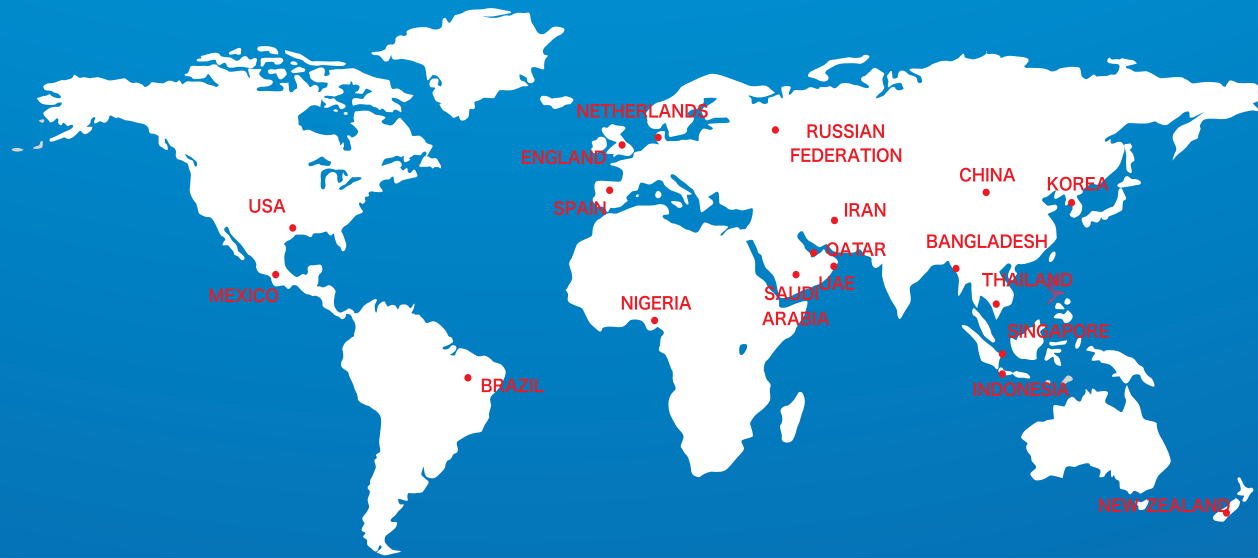 NETHERLANDS
RUSSIAN
FEDERATION
ENGLAND
CHINA
KOREA
SPAIN
USA
IRAN
BANGLADESH
QATAR
THAILAND
UAE
MEXICO
SAUDI
ARABIA
NIGERIA
SINGAPORE
BRAZIL
INDONESIA
NEW ZEALAND